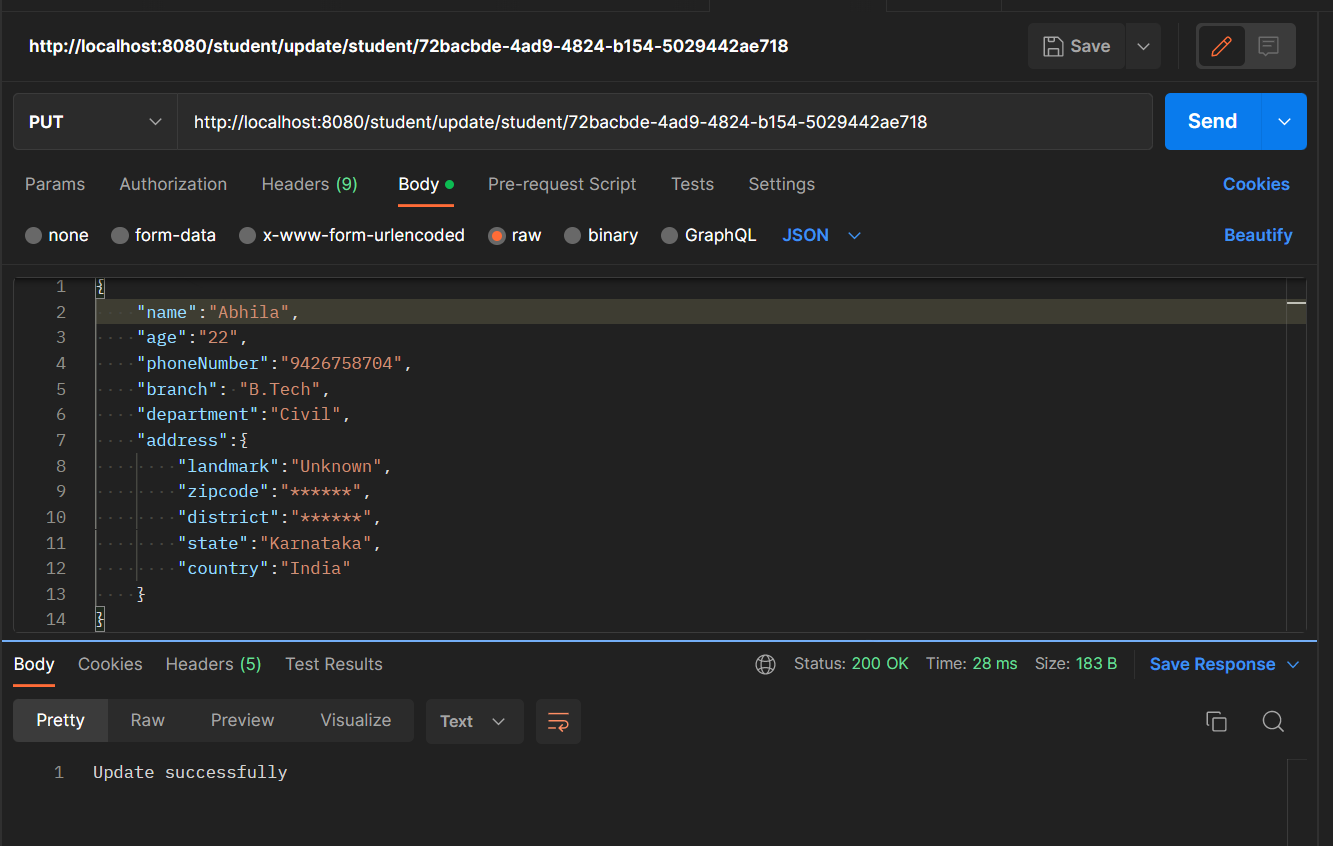 http://localhost:8080/student/update/student/72bacbde-4ad9-4824-b154-5029442ae718 Save
PUT http://localhost:8080/student/update/student/72bacbde-4ad9-4824-b154-5029442ae718 Send
Params Authorization Headers (9) Body Pre-request Script Tests Settings Cookies
none form-data x-www-form-urlencoded raw binary GraphQL JSON Beautify
1 {
2 "name":"Abhila",
3 "age":"22",
4 "phoneNumber":"9426758704",
5 "branch": "B.Tech",
6 "department":"Civil",
7 "address":{
8 "landmark":"Unknown",
9 "zipcode":"******",
10 "district":"******",
11 "state":"Karnataka",
12 "country":"India"
13 }
14 }
Body Cookies Headers (5) Test Results Status: 200 OK Time: 28 ms Size: 183 B Save Response
Pretty Raw Preview Visualize Text
1 Update successfully